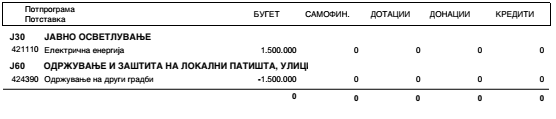 Потпрограма
Потставка БУГЕТ САМОФИН. ДОТАЦИИ ДОНАЦИИ КРЕДИТИ
J30 ЈАВНО ОСВЕТЛУВАЊЕ
421110 Електрична енергија 1.500.000 0 0 0 0
J60 ОДРЖУВАЊЕ И ЗАШТИТА НА ЛОКАЛНИ ПАТИШТА, УЛИЦИ
424390 Одржување на други градби -1.500.000 0 0 0 0
0 0 0 0 0